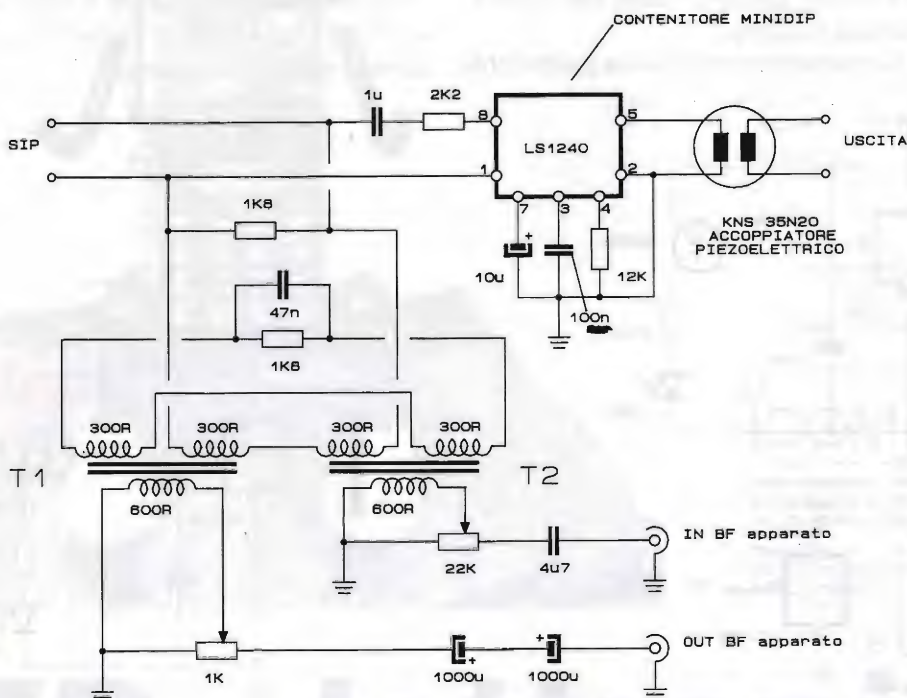 CONTENITORE MINIDIP
1u
2K2
8
5
SIP
LS1240
USCITA
1
2
7
3
4
1K8
KNS 35N20
ACCOPPIATORE
PIEZOELETTRICO
+
10u
12K
100n
47n
1K8
300R
300R
300R
300R
T1
T2
600R
600R
IN BF apparato
22K
4u7
OUT BF apparato
1K
+
1000u
+
1000u